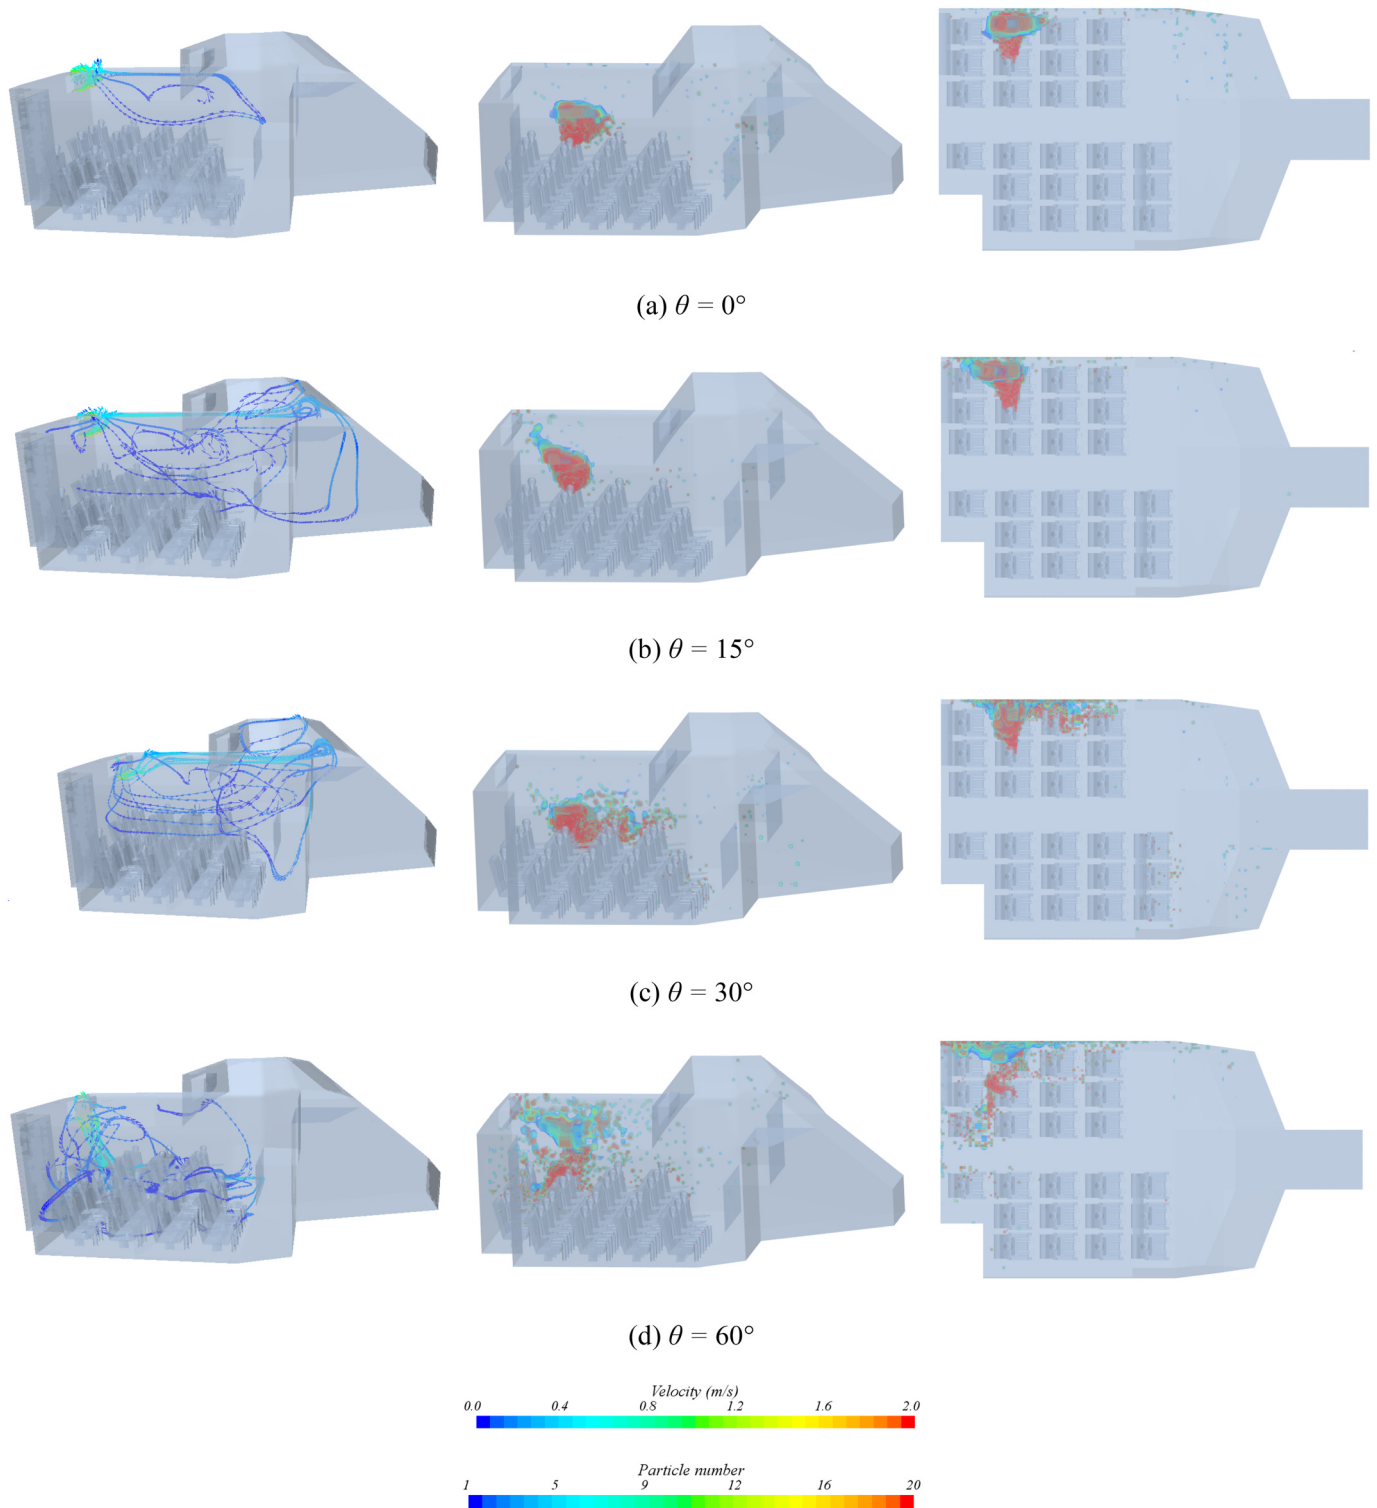 (a) θ = 0°
(b) θ = 15°
(c) θ = 30°
(d) θ = 60°
Velocity (m/s)
0.0 0.4 0.8 1.2 1.6 2.0
Particle number
1 5 9 12 16 20